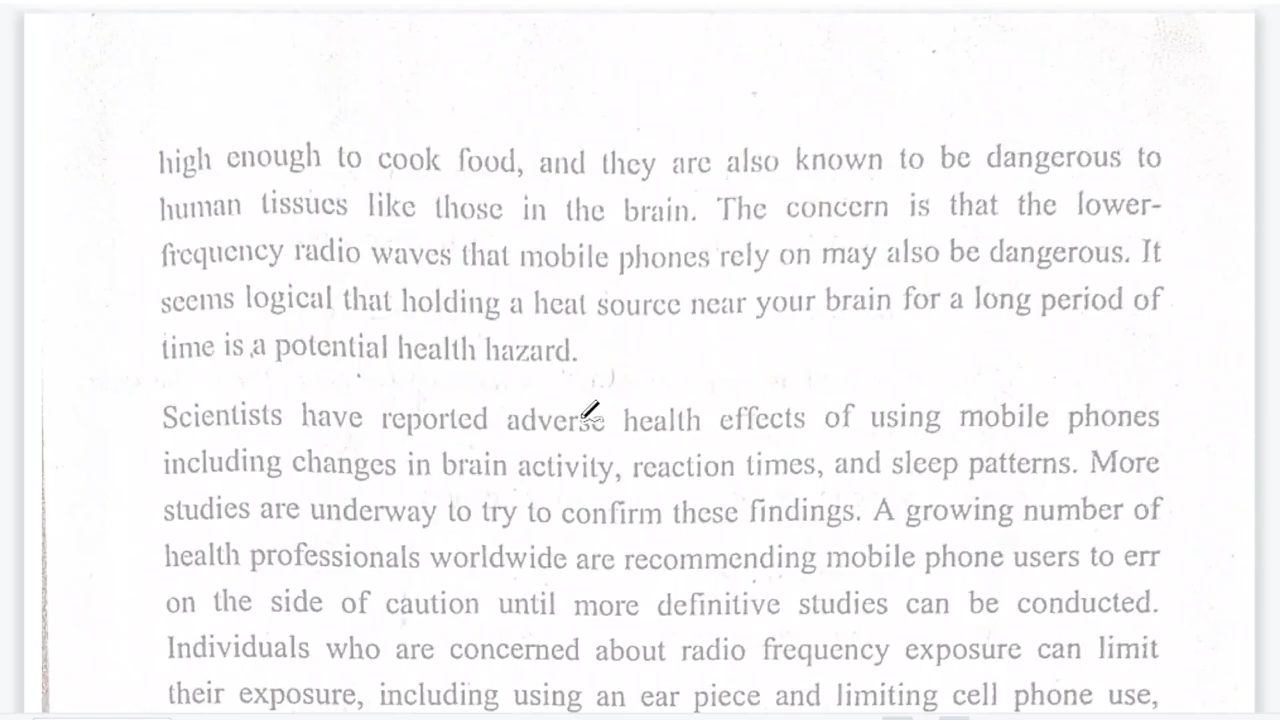 high enough to cook food, and they are also known to be dangerous to
human tissues like those in the brain. The concern is that the lower-
frequency radio waves that mobile phones rely on may also be dangerous. It
seems logical that holding a heat source near your brain for a long period of
time is a potential health hazard.
Scientists have reported adverse health effects of using mobile phones
including changes in brain activity, reaction times, and sleep patterns. More
studies are underway to try to confirm these findings. A growing number of
health professionals worldwide are recommending mobile phone users to err
on the side of caution until more definitive studies can be conducted.
Individuals who are concerned about radio frequency exposure can limit
their exposure, including using an ear piece and limiting cell phone use,